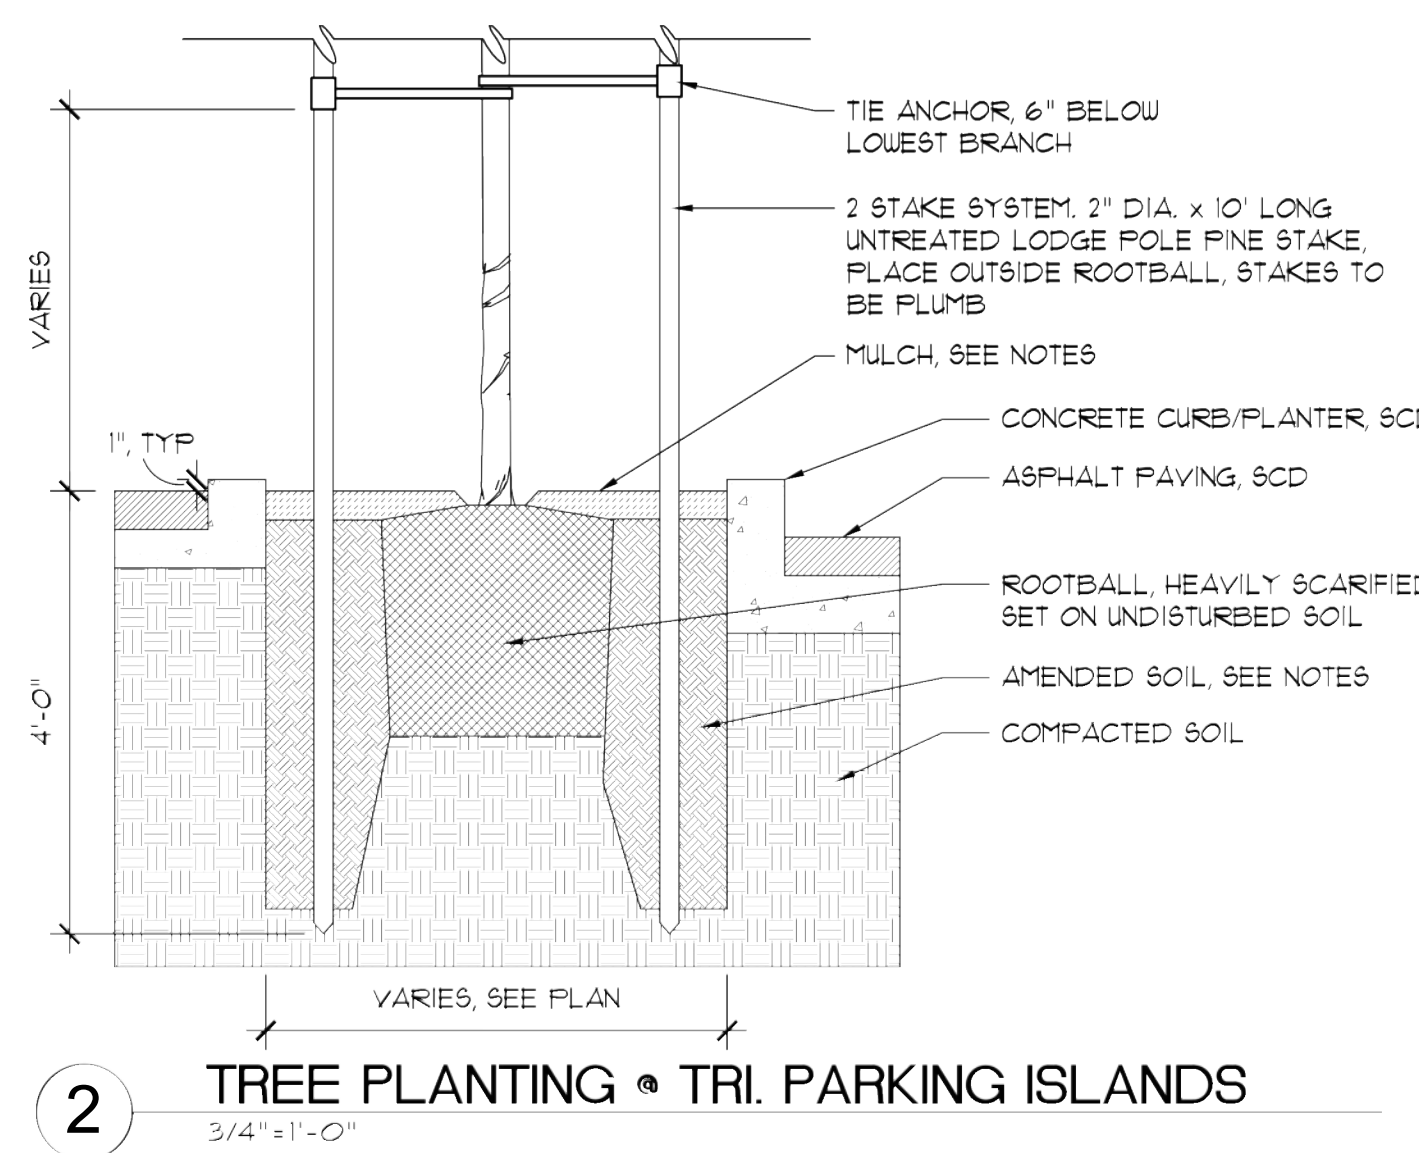 TIE ANCHOR, 6" BELOW
LOWEST BRANCH
2 STAKE SYSTEM. 2" DIA. x 10' LONG
UNTREATED LODGE POLE PINE STAKE,
PLACE OUTSIDE ROOTBALL, STAKES TO
BE PLUMB
VARIES
MULCH, SEE NOTES
CONCRETE CURB/PLANTER, SCD
1", TYP
ASPHALT PAVING, SCD
ROOTBALL, HEAVILY SCARIFIED
SET ON UNDISTURBED SOIL
AMENDED SOIL, SEE NOTES
4'-0"
COMPACTED SOIL
VARIES, SEE PLAN
2
TREE PLANTING @ TRI. PARKING ISLANDS
3/4"=1'-0"